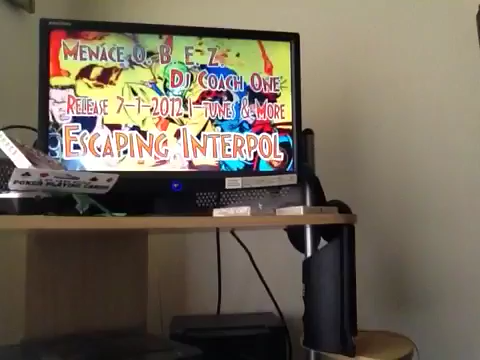 Menace O. B. E. Z.
Dj Coach One
Release 7-1-2012 I-Tunes & More
Escaping Interpol
POKER PLAYING CARDS